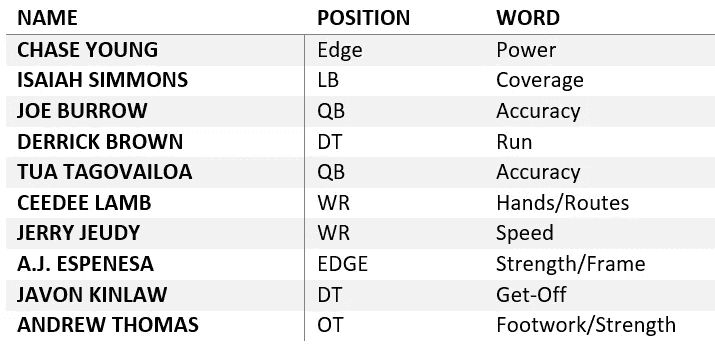 NAME POSITION WORD
CHASE YOUNG Edge Power
ISAIAH SIMMONS LB Coverage
JOE BURROW QB Accuracy
DERRICK BROWN DT Run
TUA TAGOVAILOA QB Accuracy
CEEDEE LAMB WR Hands/Routes
JERRY JEUDY WR Speed
A.J. ESPENESA EDGE Strength/Frame
JAVON KINLAW DT Get-Off
ANDREW THOMAS OT Footwork/Strength